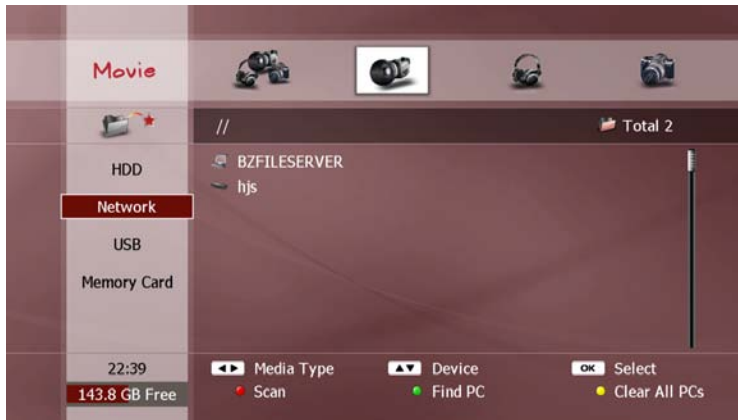 Movie
// Total 2
HDD
Network
USB
Memory Card
BZFILESERVER
hjs
22:39
143.8 GB Free
Media Type
Device
OK Select
Scan
Find PC
Clear All PCs